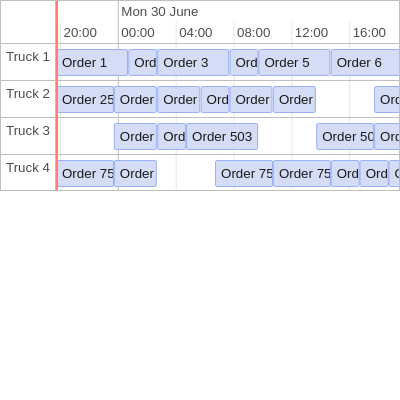 Mon 30 June
20:00 00:00 04:00 08:00 12:00 16:00
Truck 1 Order 1 Ord Order 3 Ord Order 5 Order 6
Truck 2 Order 25 Order Order Ord Order Order Ord
Truck 3 Order Ord Order 503 Order 50 Ord
Truck 4 Order 75 Order Order 75 Order 75 Ord Ord